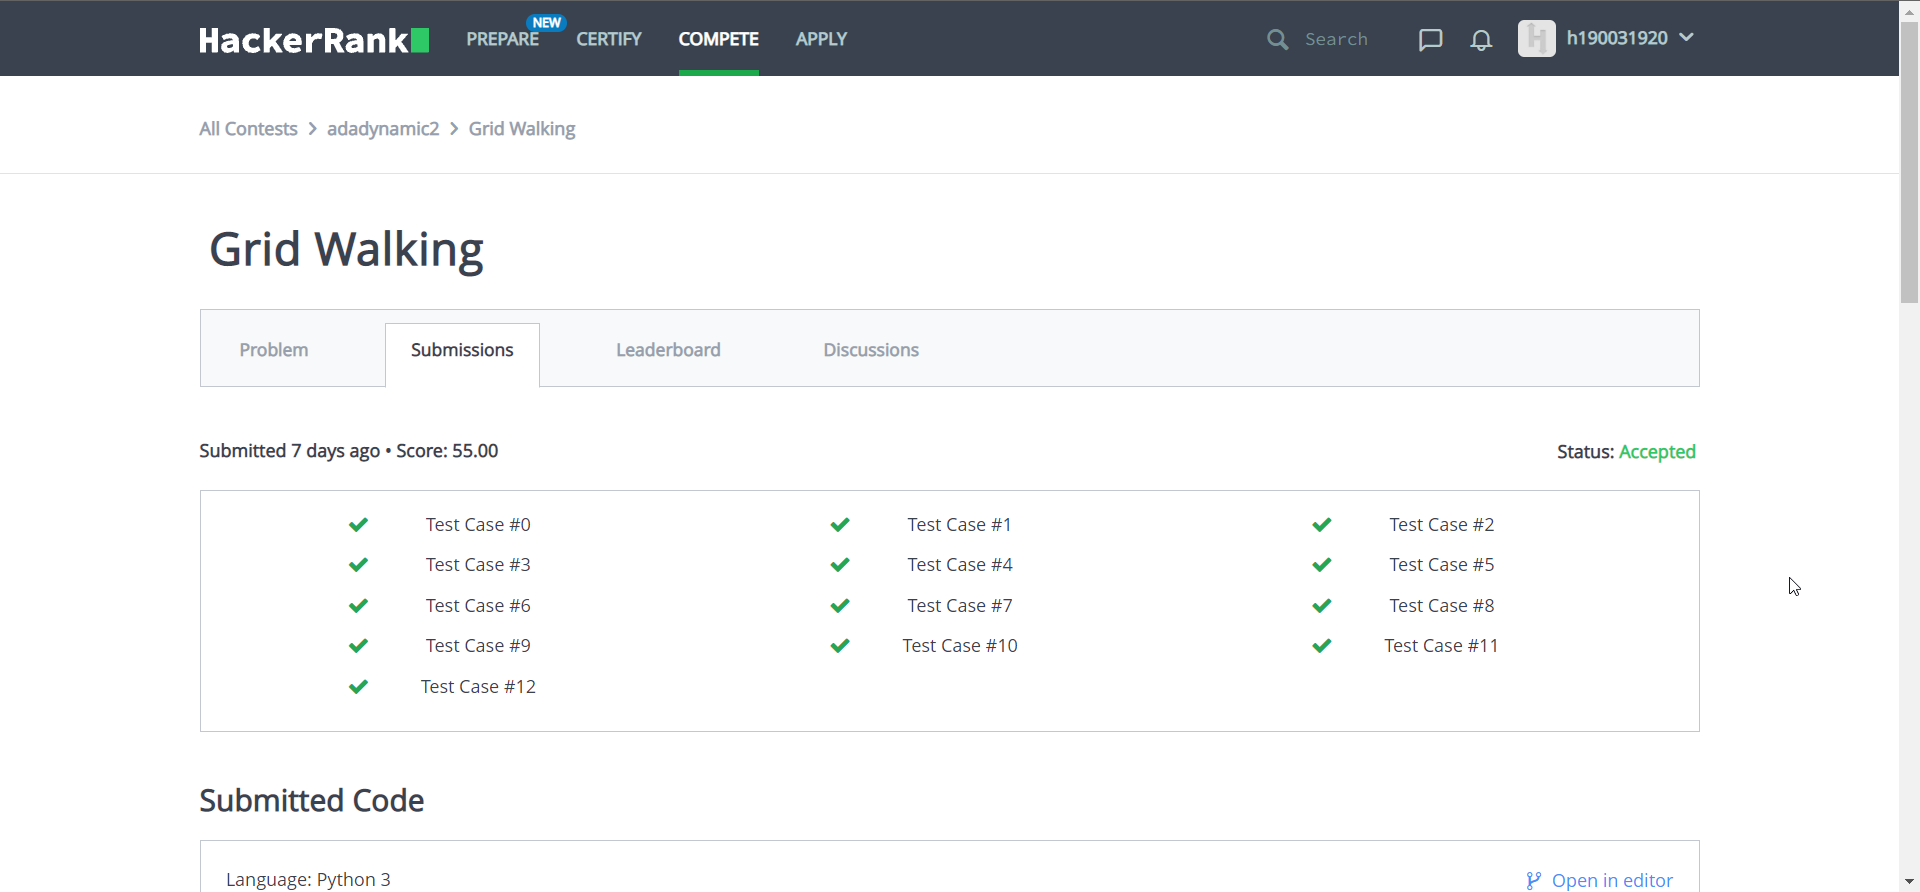 HackerRank PREPARE NEW CERTIFY COMPETE APPLY Search h190031920
All Contests > adadynamic2 > Grid Walking
Grid Walking
Problem Submissions Leaderboard Discussions
Submitted 7 days ago • Score: 55.00 Status: Accepted
Test Case #0 Test Case #1 Test Case #2
Test Case #3 Test Case #4 Test Case #5
Test Case #6 Test Case #7 Test Case #8
Test Case #9 Test Case #10 Test Case #11
Test Case #12
Submitted Code
Language: Python 3 Open in editor